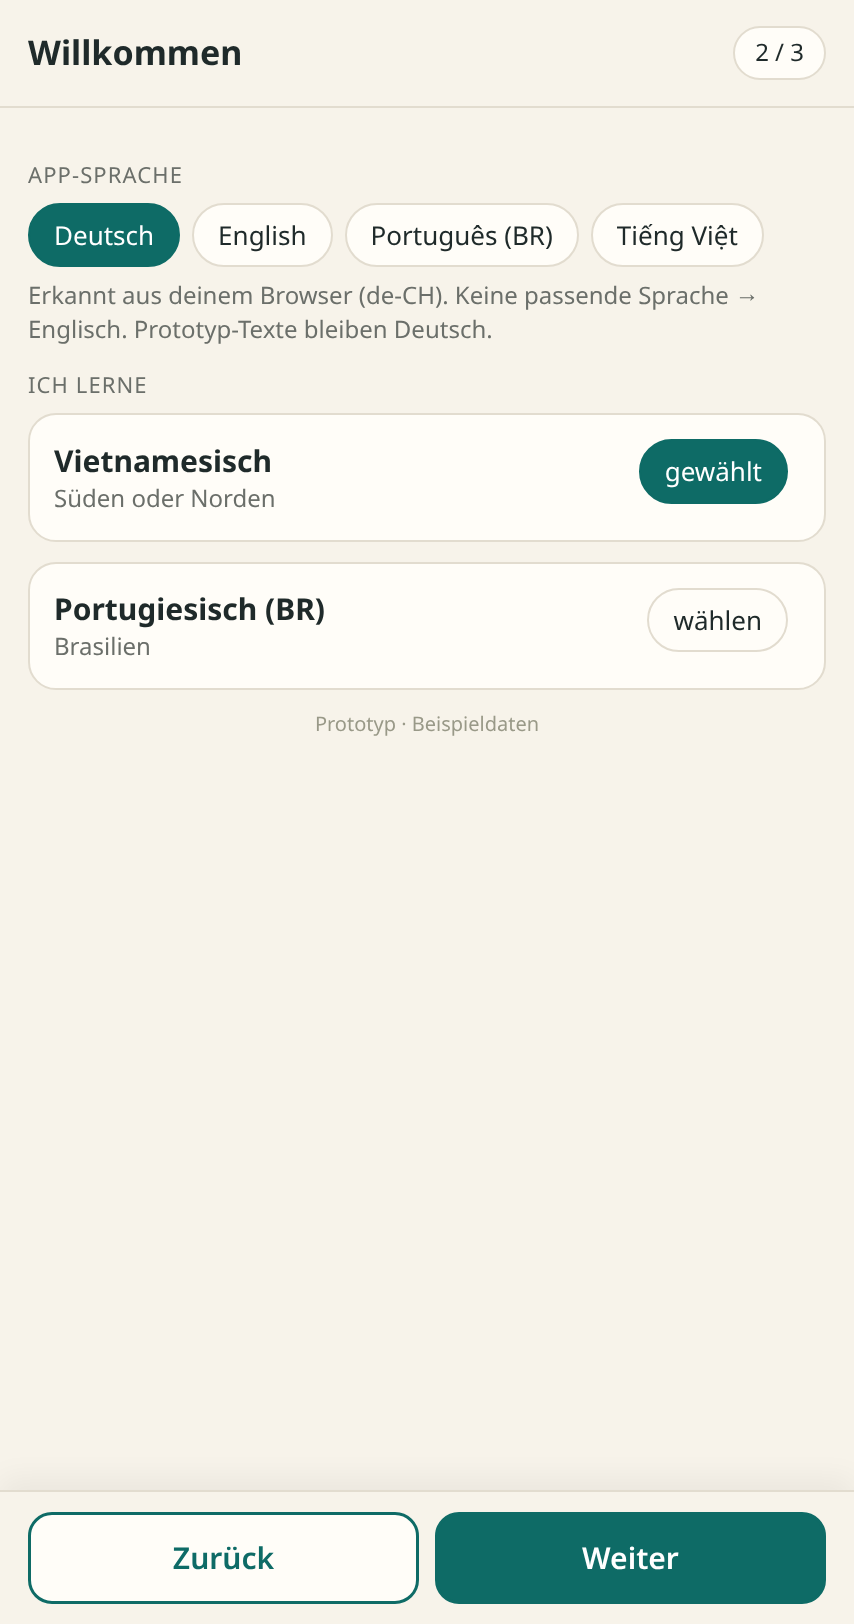 Willkommen
2 / 3
APP-SPRACHE
Deutsch
English
Português (BR)
Tiếng Việt
Erkannt aus deinem Browser (de-CH). Keine passende Sprache →
Englisch. Prototyp-Texte bleiben Deutsch.
ICH LERNE
Vietnamesisch
gewählt
Süden oder Norden
Portugiesisch (BR)
wählen
Brasilien
Prototyp · Beispieldaten
Zurück
Weiter